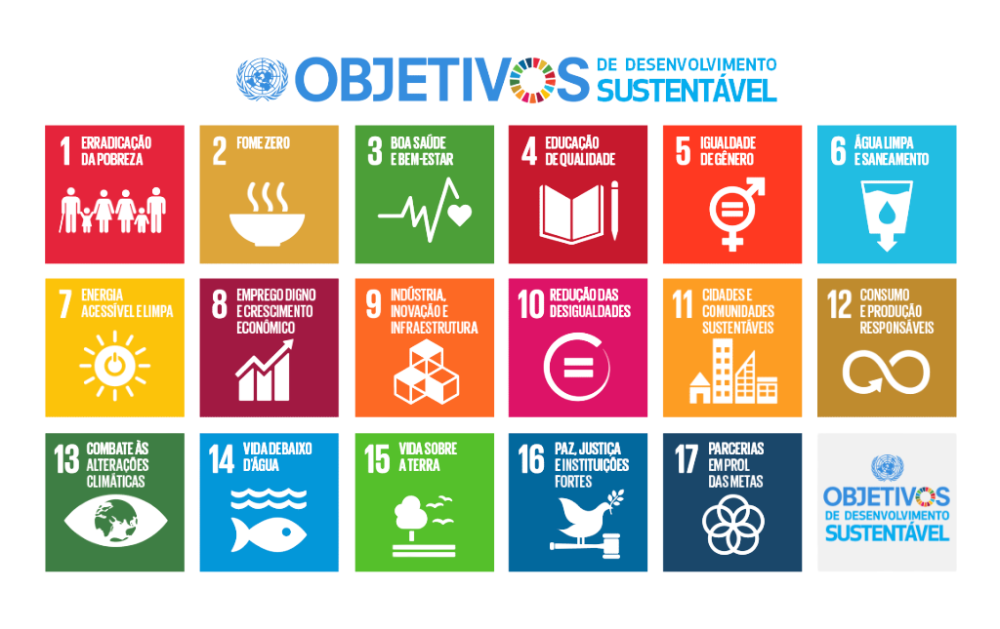 OBJETIVOS
DE DESENVOLVIMENTO
SUSTENTÁVEL
1 ERRADICAÇÃO
DA POBREZA
2 FOME ZERO
3 BOA SAÚDE
E BEM-ESTAR
4 EDUCAÇÃO
DE QUALIDADE
5 IGUALDADE
DE GÊNERO
6 ÁGUA LIMPA
E SANEAMENTO
7 ENERGIA
ACESSÍVEL E LIMPA
8 EMPREGO DIGNO
E CRESCIMENTO
ECONÔMICO
9 INDÚSTRIA,
INOVAÇÃO E
INFRAESTRUTURA
10 REDUÇÃO DAS
DESIGUALDADES
11 CIDADES E
COMUNIDADES
SUSTENTÁVEIS
12 CONSUMO
E PRODUÇÃO
RESPONSÁVEIS
13 COMBATE ÀS
ALTERAÇÕES
CLIMÁTICAS
14 VIDA DEBAIXO
D'ÁGUA
15 VIDA SOBRE
A TERRA
16 PAZ, JUSTIÇA
E INSTITUIÇÕES
FORTES
17 PARCERIAS
EM PROL
DAS METAS
OBJETIVOS
DE DESENVOLVIMENTO
SUSTENTÁVEL